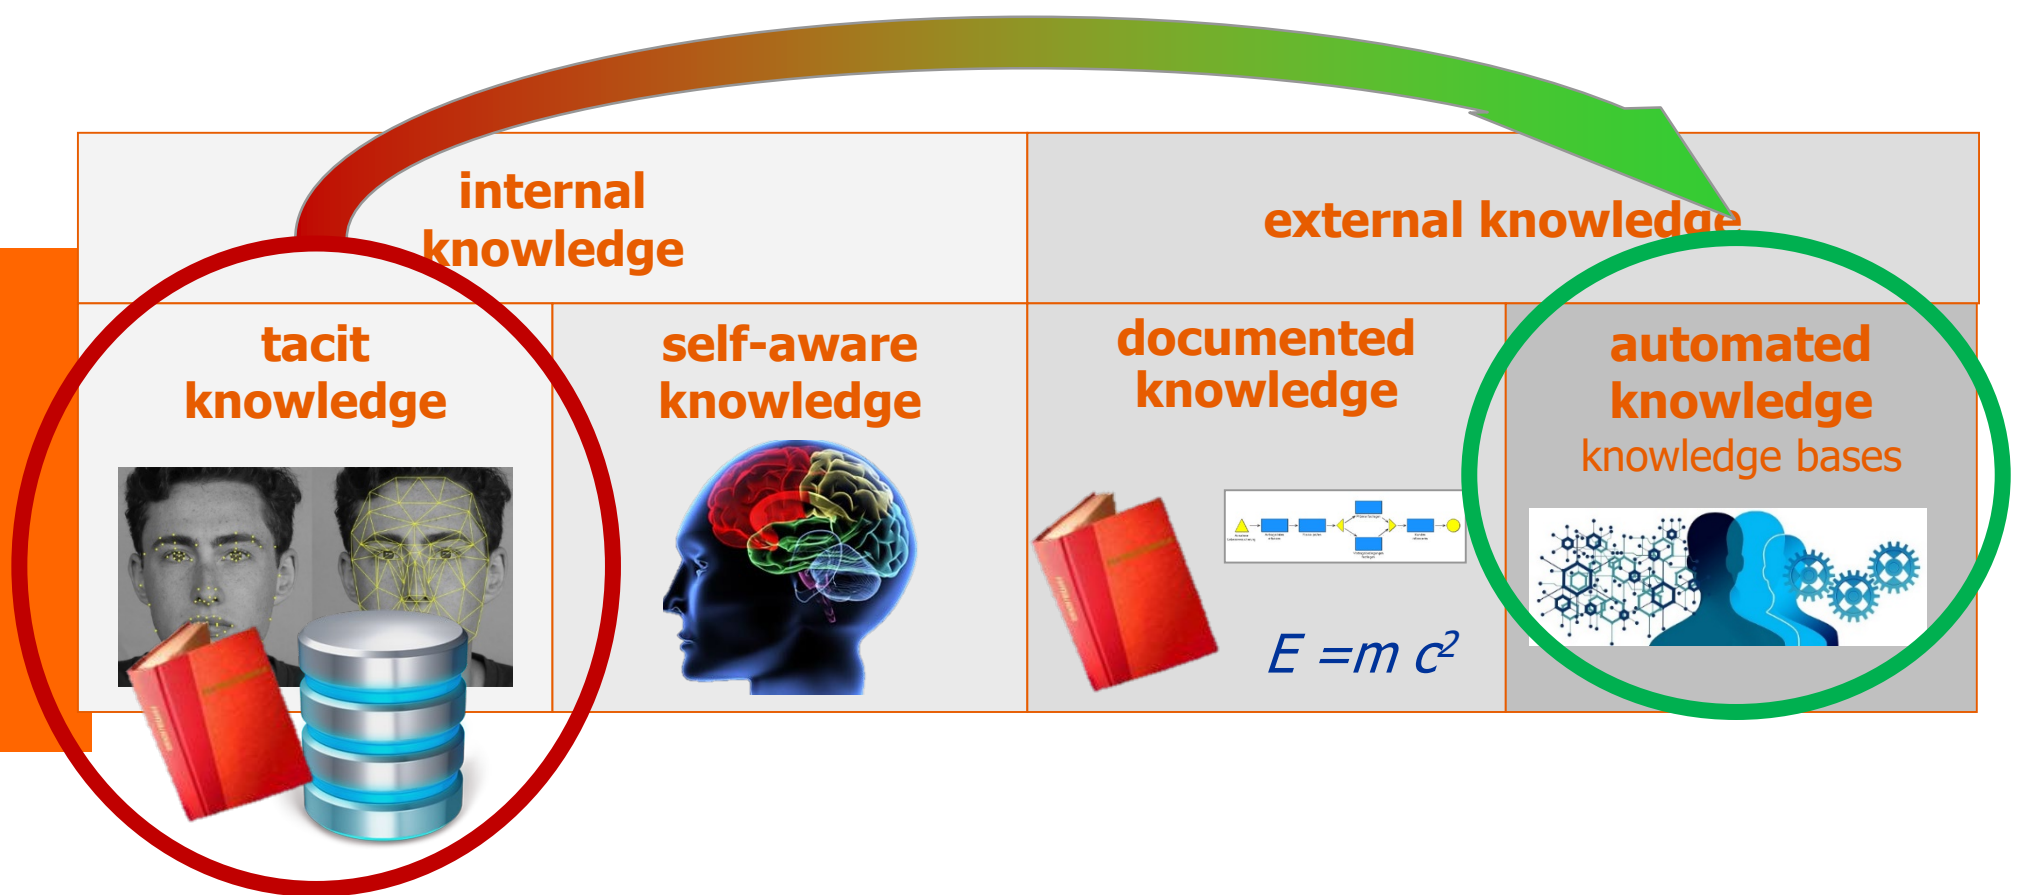 internal
knowledge
external knowledge
tacit
knowledge
self-aware
knowledge
documented
knowledge
automated
knowledge
knowledge bases
E =m c²